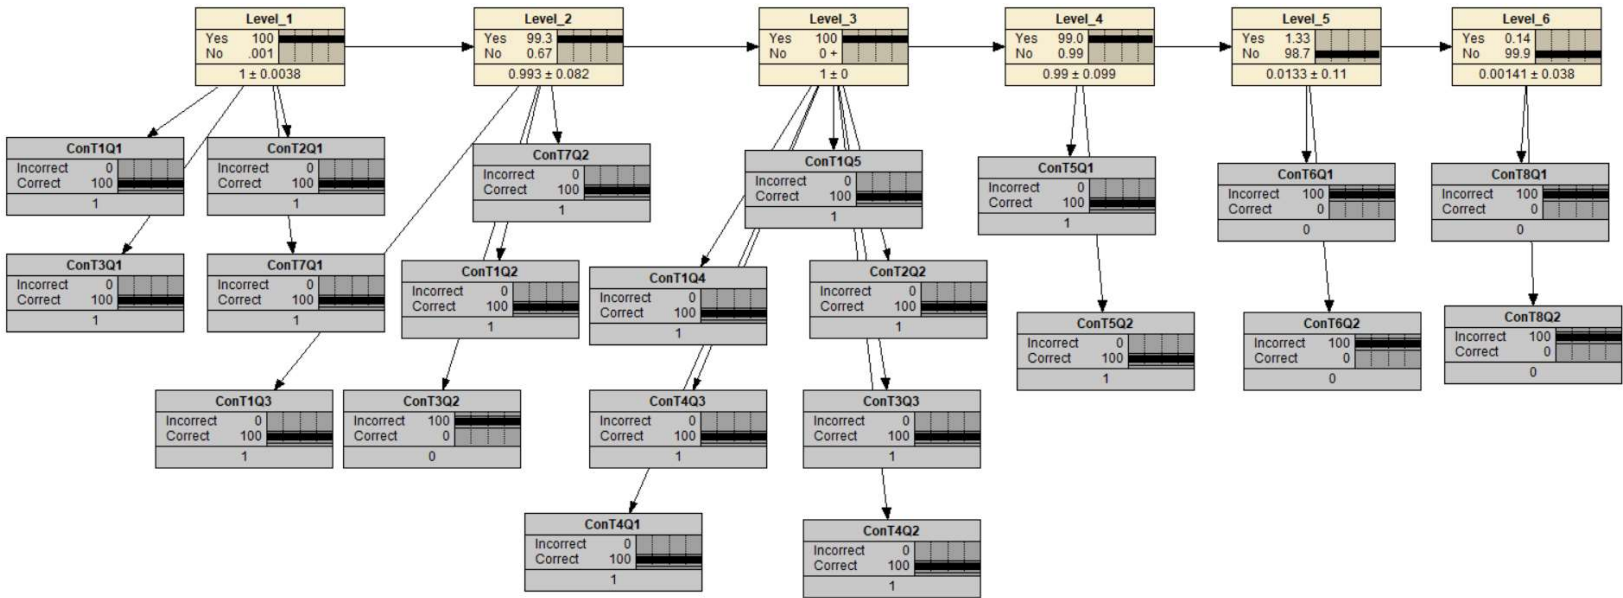 Level_1
Yes 100
No .001
1 ± 0.0038
Level_2
Yes 99.3
No 0.67
0.993 ± 0.082
Level_3
Yes 100
No 0 +
1 ± 0
Level_4
Yes 99.0
No 0.99
0.99 ± 0.099
Level_5
Yes 1.33
No 98.7
0.0133 ± 0.11
Level_6
Yes 0.14
No 99.9
0.00141 ± 0.038
ConT1Q1
Incorrect 0
Correct 100
1
ConT2Q1
Incorrect 0
Correct 100
1
ConT7Q2
Incorrect 0
Correct 100
1
ConT1Q5
Incorrect 0
Correct 100
1
ConT5Q1
Incorrect 0
Correct 100
1
ConT6Q1
Incorrect 100
Correct 0
0
ConT8Q1
Incorrect 100
Correct 0
0
ConT3Q1
Incorrect 0
Correct 100
1
ConT7Q1
Incorrect 0
Correct 100
1
ConT1Q2
Incorrect 0
Correct 100
1
ConT1Q4
Incorrect 0
Correct 100
1
ConT2Q2
Incorrect 0
Correct 100
1
ConT5Q2
Incorrect 0
Correct 100
1
ConT6Q2
Incorrect 100
Correct 0
0
ConT8Q2
Incorrect 100
Correct 0
0
ConT1Q3
Incorrect 0
Correct 100
1
ConT3Q2
Incorrect 100
Correct 0
0
ConT4Q3
Incorrect 0
Correct 100
1
ConT3Q3
Incorrect 0
Correct 100
1
ConT4Q1
Incorrect 0
Correct 100
1
ConT4Q2
Incorrect 0
Correct 100
1